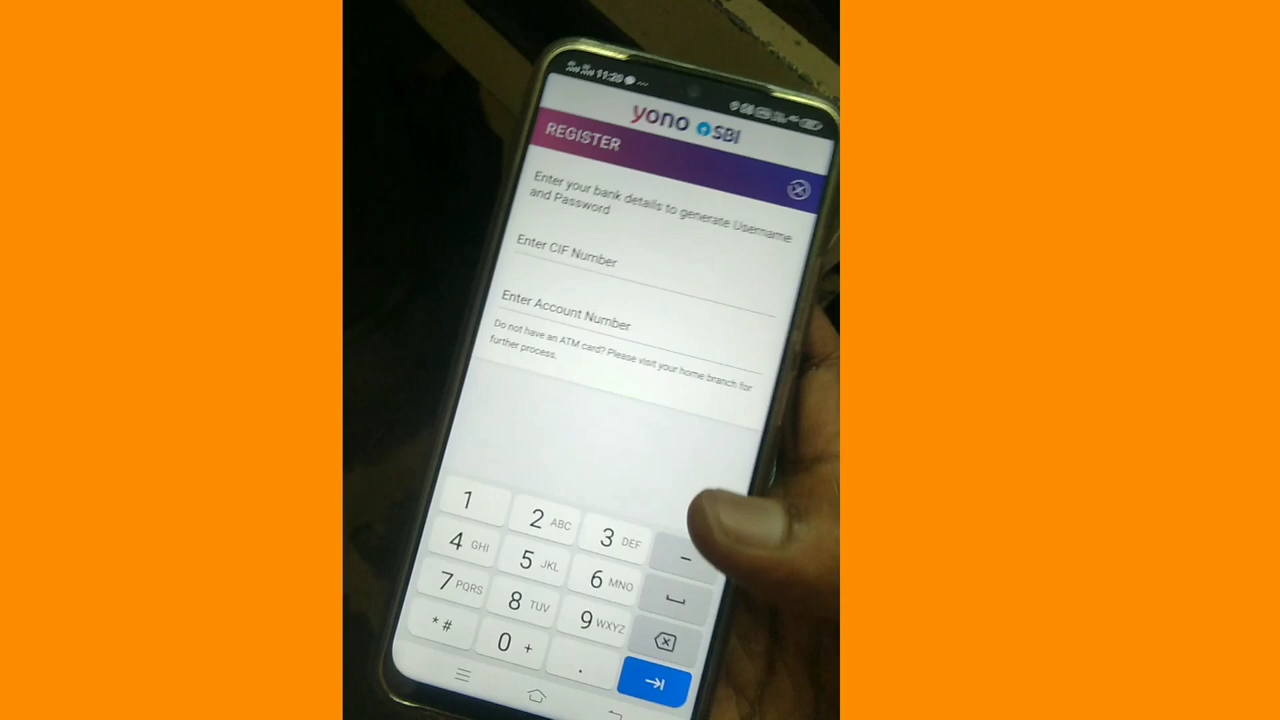 11:20
yono SBI
REGISTER
Enter your bank details to generate Username
and Password
Enter CIF Number
Enter Account Number
Do not have an ATM card? Please visit your home branch for
further process.
1
2 ABC
3 DEF
-
4 GHI
5 JKL
6 MNO
7 PQRS
8 TUV
9 WXYZ
* #
0 +
.